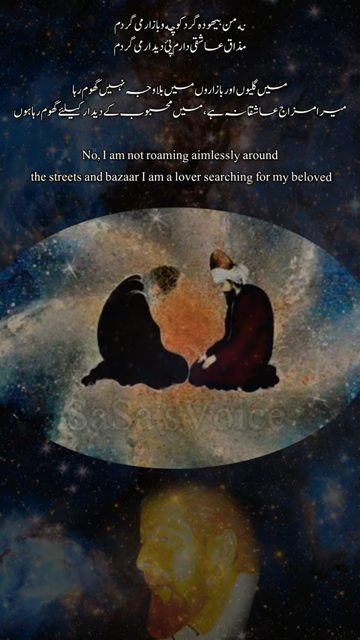 نہ من بیہودہ گرد کوچہ و بازار می گردم
مذاق عاشقی دارم پئ دیدار می گردم
میں گلیوں اور بازاروں میں بلاوجہ نہیں گھوم رہا
میرا مزاج عاشقانہ ہے، میں محبوب کے دیدار کیلئے گھوم رہا ہوں
No, I am not roaming aimlessly around
the streets and bazaar I am a lover searching for my beloved
SaSa'sVoice